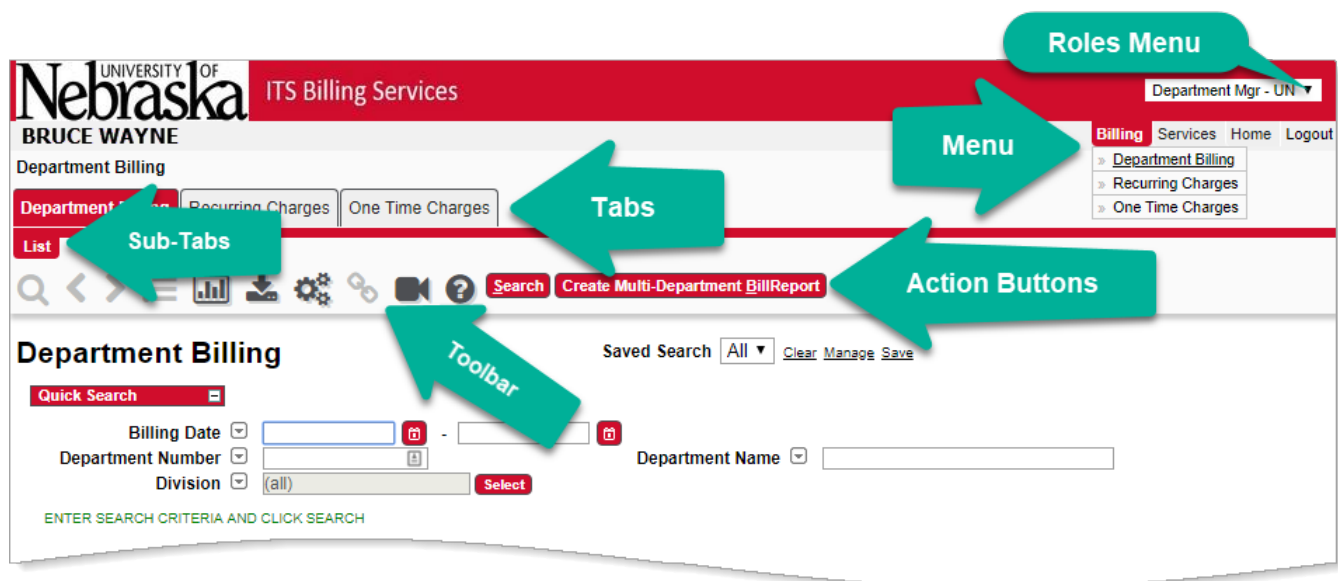 Roles Menu
UNIVERSITY OF
Nebraska
ITS Billing Services
Department Mgr - UN
BRUCE WAYNE
Menu
Billing Services Home Logout
» Department Billing
» Recurring Charges
» One Time Charges
Department Billing
Department Billing Recurring Charges One Time Charges
Tabs
List
Sub-Tabs
Search Create Multi-Department BillReport
Action Buttons
Toolbar
Department Billing
Saved Search All Clear Manage Save
Quick Search
Billing Date -
Department Number Department Name
Division (all) Select
ENTER SEARCH CRITERIA AND CLICK SEARCH